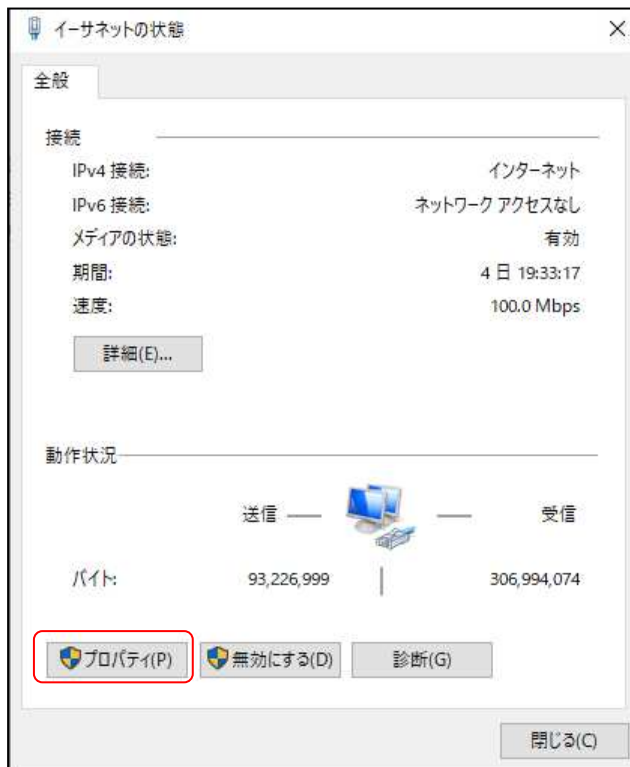 イーサネットの状態
全般
接続
IPv4 接続: インターネット
IPv6 接続: ネットワーク アクセスなし
メディアの状態: 有効
期間: 4 日 19:33:17
速度: 100.0 Mbps
詳細(E)...
動作状況
送信 受信
バイト: 93,226,999 306,994,074
プロパティ(P) 無効にする(D) 診断(G)
閉じる(C)